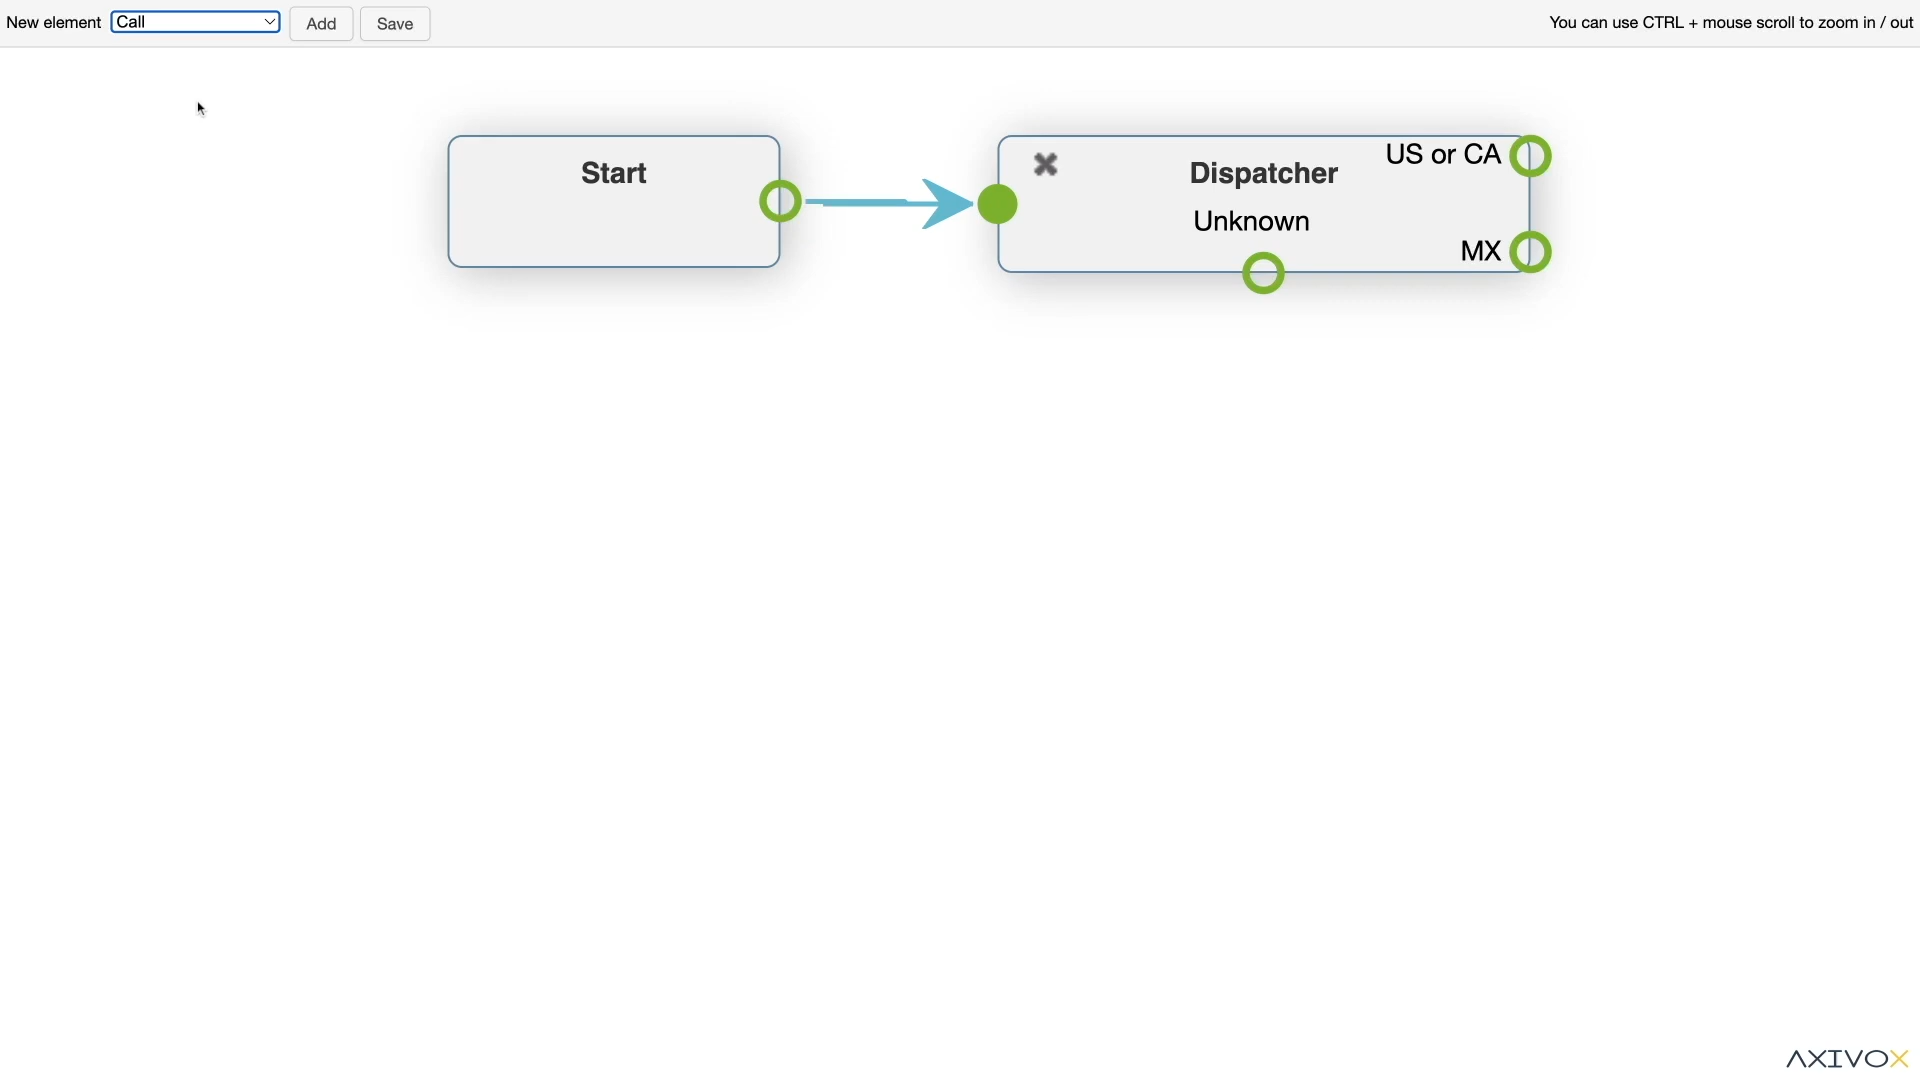 New element Call Add Save You can use CTRL + mouse scroll to zoom in / out
Start
Dispatcher
US or CA
Unknown
MX
AXIVOX